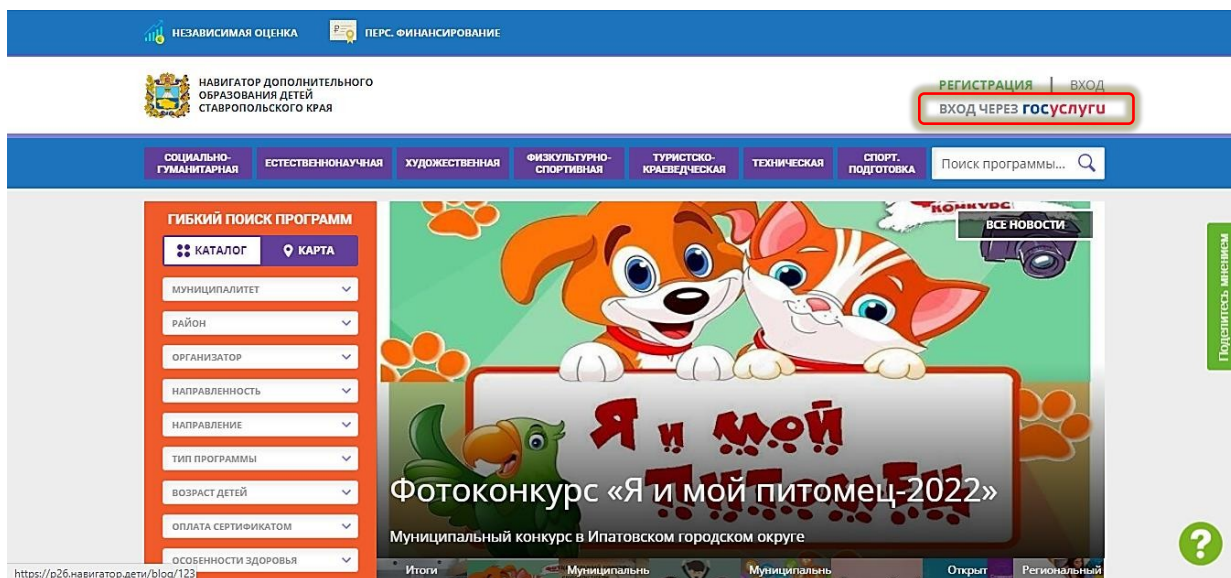 НЕЗАВИСИМАЯ ОЦЕНКА
ПЕРС. ФИНАНСИРОВАНИЕ
НАВИГАТОР ДОПОЛНИТЕЛЬНОГО
ОБРАЗОВАНИЯ ДЕТЕЙ
СТАВРОПОЛЬСКОГО КРАЯ
РЕГИСТРАЦИЯ | ВХОД
ВХОД ЧЕРЕЗ госуслуги
СОЦИАЛЬНО-
ГУМАНИТАРНАЯ
ЕСТЕСТВЕННОНАУЧНАЯ
ХУДОЖЕСТВЕННАЯ
ФИЗКУЛЬТУРНО-
СПОРТИВНАЯ
ТУРИСТСКО-
КРАЕВЕДЧЕСКАЯ
ТЕХНИЧЕСКАЯ
СПОРТ.
ПОДГОТОВКА
Поиск программы...
ГИБКИЙ ПОИСК ПРОГРАММ
КАТАЛОГ
КАРТА
МУНИЦИПАЛИТЕТ
РАЙОН
ОРГАНИЗАТОР
НАПРАВЛЕННОСТЬ
НАПРАВЛЕНИЕ
ТИП ПРОГРАММЫ
ВОЗРАСТ ДЕТЕЙ
ОПЛАТА СЕРТИФИКАТОМ
ОСОБЕННОСТИ ЗДОРОВЬЯ
КОНКУРС
ВСЕ НОВОСТИ
Я и мой
питомец
Фотоконкурс «Я и мой питомец-2022»
Муниципальный конкурс в Ипатовском городском округе
Итоги
Муниципальн
Муниципальн
Открыт
Региональный
Поделитесь мнением
?
https://р26.навигатор.дети/blog/123